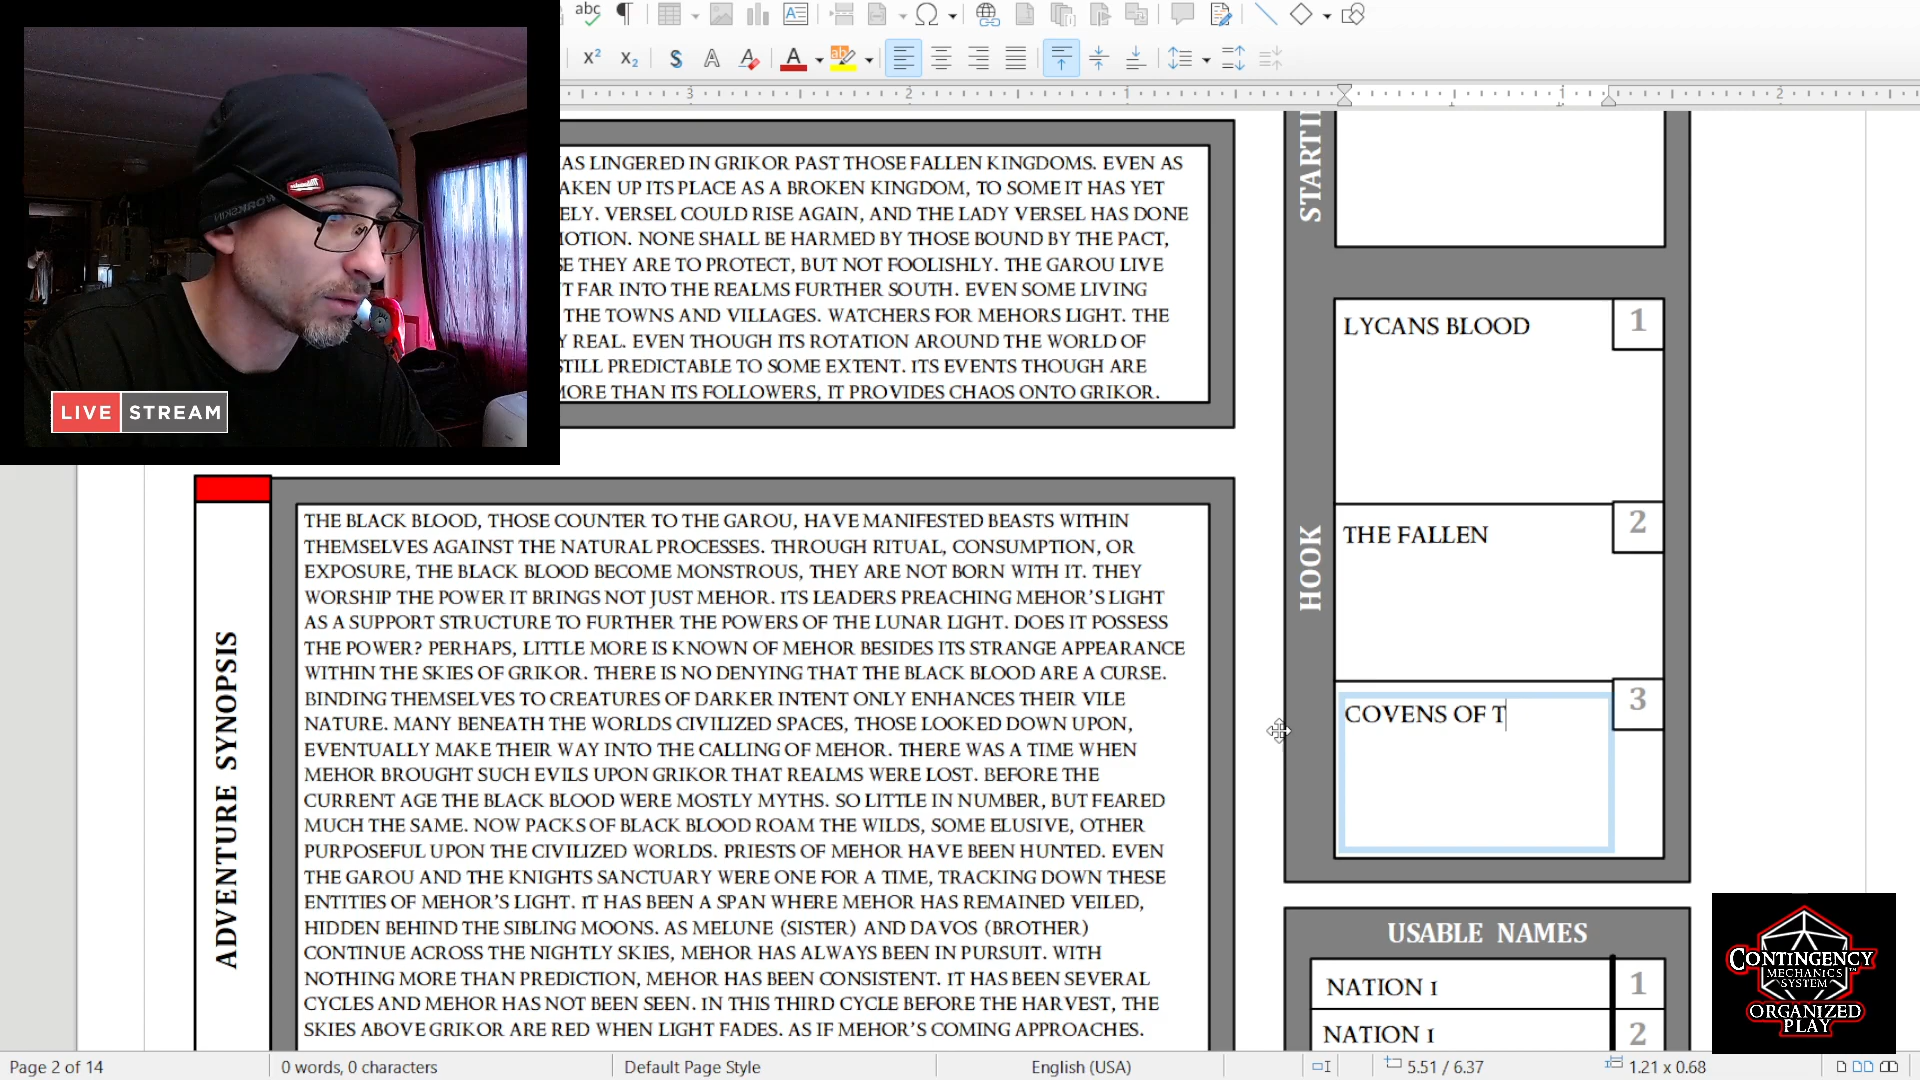 abc
X²
X₂
S
A
A
3
2
1
1
2
WORKSKIN
LIVE STREAM
AS LINGERED IN GRIKOR PAST THOSE FALLEN KINGDOMS. EVEN AS
AKEN UP ITS PLACE AS A BROKEN KINGDOM, TO SOME IT HAS YET
ELY. VERSEL COULD RISE AGAIN, AND THE LADY VERSEL HAS DONE
OTION. NONE SHALL BE HARMED BY THOSE BOUND BY THE PACT,
E THEY ARE TO PROTECT, BUT NOT FOOLISHLY. THE GAROU LIVE
T FAR INTO THE REALMS FURTHER SOUTH. EVEN SOME LIVING
THE TOWNS AND VILLAGES. WATCHERS FOR MEHORS LIGHT. THE
Y REAL. EVEN THOUGH ITS ROTATION AROUND THE WORLD OF
STILL PREDICTABLE TO SOME EXTENT. ITS EVENTS THOUGH ARE
MORE THAN ITS FOLLOWERS, IT PROVIDES CHAOS ONTO GRIKOR.
ADVENTURE SYNOPSIS
THE BLACK BLOOD, THOSE COUNTER TO THE GAROU, HAVE MANIFESTED BEASTS WITHIN
THEMSELVES AGAINST THE NATURAL PROCESSES. THROUGH RITUAL, CONSUMPTION, OR
EXPOSURE, THE BLACK BLOOD BECOME MONSTROUS, THEY ARE NOT BORN WITH IT. THEY
WORSHIP THE POWER IT BRINGS NOT JUST MEHOR. ITS LEADERS PREACHING MEHOR'S LIGHT
AS A SUPPORT STRUCTURE TO FURTHER THE POWERS OF THE LUNAR LIGHT. DOES IT POSSESS
THE POWER? PERHAPS, LITTLE MORE IS KNOWN OF MEHOR BESIDES ITS STRANGE APPEARANCE
WITHIN THE SKIES OF GRIKOR. THERE IS NO DENYING THAT THE BLACK BLOOD ARE A CURSE.
BINDING THEMSELVES TO CREATURES OF DARKER INTENT ONLY ENHANCES THEIR VILE
NATURE. MANY BENEATH THE WORLDS CIVILIZED SPACES, THOSE LOOKED DOWN UPON,
EVENTUALLY MAKE THEIR WAY INTO THE CALLING OF MEHOR. THERE WAS A TIME WHEN
MEHOR BROUGHT SUCH EVILS UPON GRIKOR THAT REALMS WERE LOST. BEFORE THE
CURRENT AGE THE BLACK BLOOD WERE MOSTLY MYTHS. SO LITTLE IN NUMBER, BUT FEARED
MUCH THE SAME. NOW PACKS OF BLACK BLOOD ROAM THE WILDS, SOME ELUSIVE, OTHER
PURPOSEFUL UPON THE CIVILIZED WORLDS. PRIESTS OF MEHOR HAVE BEEN HUNTED. EVEN
THE GAROU AND THE KNIGHTS SANCTUARY WERE ONE FOR A TIME, TRACKING DOWN THESE
ENTITIES OF MEHOR'S LIGHT. IT HAS BEEN A SPAN WHERE MEHOR HAS REMAINED VEILED,
HIDDEN BEHIND THE SIBLING MOONS. AS MELUNE (SISTER) AND DAVOS (BROTHER)
CONTINUE ACROSS THE NIGHTLY SKIES, MEHOR HAS ALWAYS BEEN IN PURSUIT. WITH
NOTHING MORE THAN PREDICTION, MEHOR HAS BEEN CONSISTENT. IT HAS BEEN SEVERAL
CYCLES AND MEHOR HAS NOT BEEN SEEN. IN THIS THIRD CYCLE BEFORE THE HARVEST, THE
SKIES ABOVE GRIKOR ARE RED WHEN LIGHT FADES. AS IF MEHOR'S COMING APPROACHES.
STARTI
HOOK
LYCANS BLOOD 1
THE FALLEN 2
COVENS OF T 3
USABLE NAMES
NATION 1 1
NATION 1 2
CONTINGENCY
MECHANICS
SYSTEM™
ORGANIZED
PLAY
Page 2 of 14
0 words, 0 characters
Default Page Style
English (USA)
5.51 / 6.37
1.21 x 0.68